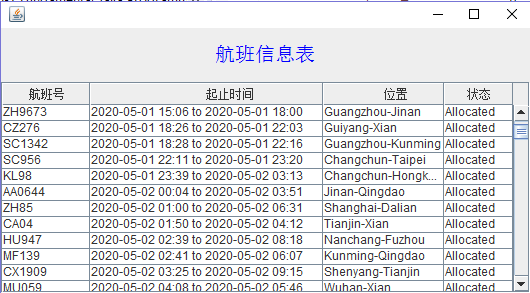 航班信息表
航班号 起止时间 位置 状态
ZH9673 2020-05-01 15:06 to 2020-05-01 18:00 Guangzhou-Jinan Allocated
CZ276 2020-05-01 18:26 to 2020-05-01 22:03 Guiyang-Xian Allocated
SC1342 2020-05-01 18:28 to 2020-05-01 22:16 Guangzhou-Kunming Allocated
SC956 2020-05-01 22:11 to 2020-05-01 23:20 Changchun-Taipei Allocated
KL98 2020-05-01 23:39 to 2020-05-02 03:13 Changchun-Hongk... Allocated
AA0644 2020-05-02 00:04 to 2020-05-02 03:51 Jinan-Qingdao Allocated
ZH85 2020-05-02 01:00 to 2020-05-02 06:31 Shanghai-Dalian Allocated
CA04 2020-05-02 01:50 to 2020-05-02 04:12 Tianjin-Xian Allocated
HU947 2020-05-02 02:39 to 2020-05-02 08:18 Nanchang-Fuzhou Allocated
MF139 2020-05-02 02:41 to 2020-05-02 06:07 Kunming-Qingdao Allocated
CX1909 2020-05-02 03:25 to 2020-05-02 09:15 Shenyang-Tianjin Allocated
MU059 2020-05-02 04:08 to 2020-05-02 05:46 Wuhan-Xian Allocated